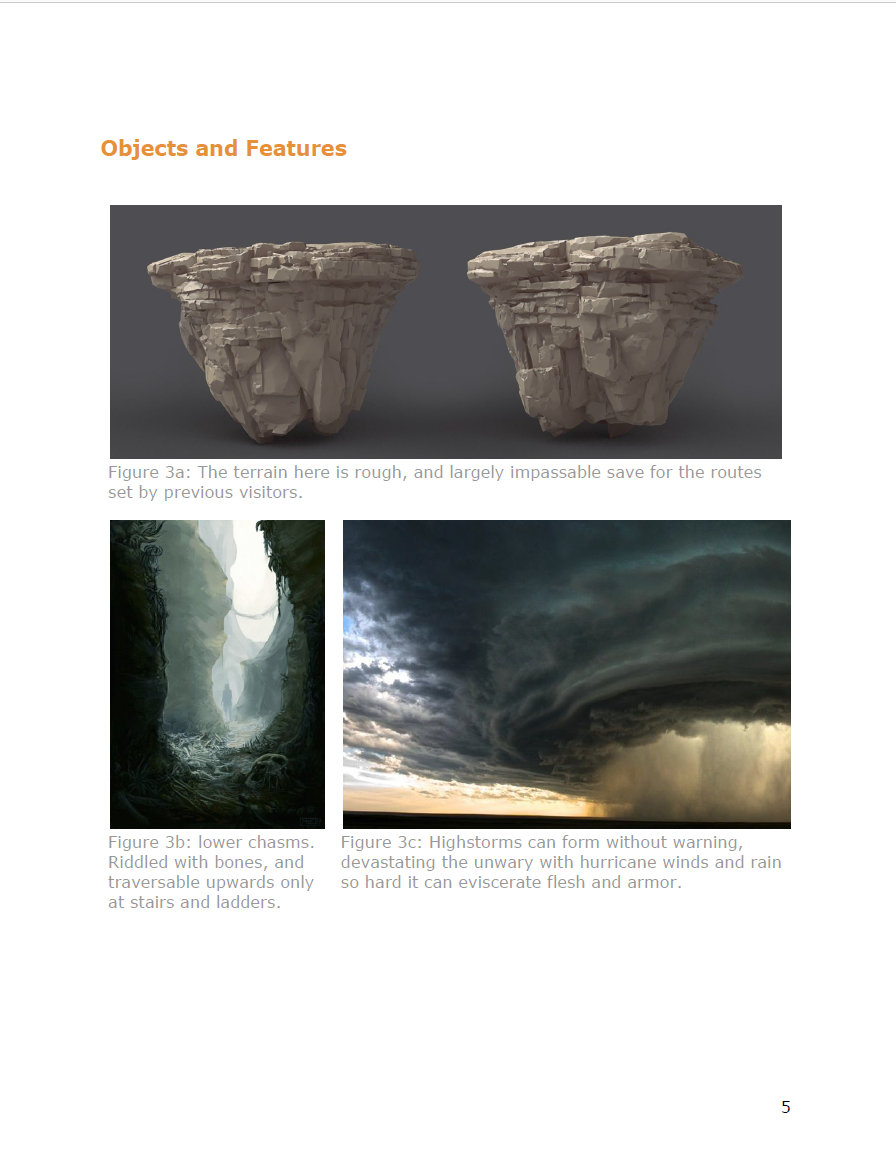 Objects and Features
Figure 3a: The terrain here is rough, and largely impassable save for the routes
set by previous visitors.
Figure 3b: lower chasms.
Riddled with bones, and
traversable upwards only
at stairs and ladders.
Figure 3c: Highstorms can form without warning,
devastating the unwary with hurricane winds and rain
so hard it can eviscerate flesh and armor.
5